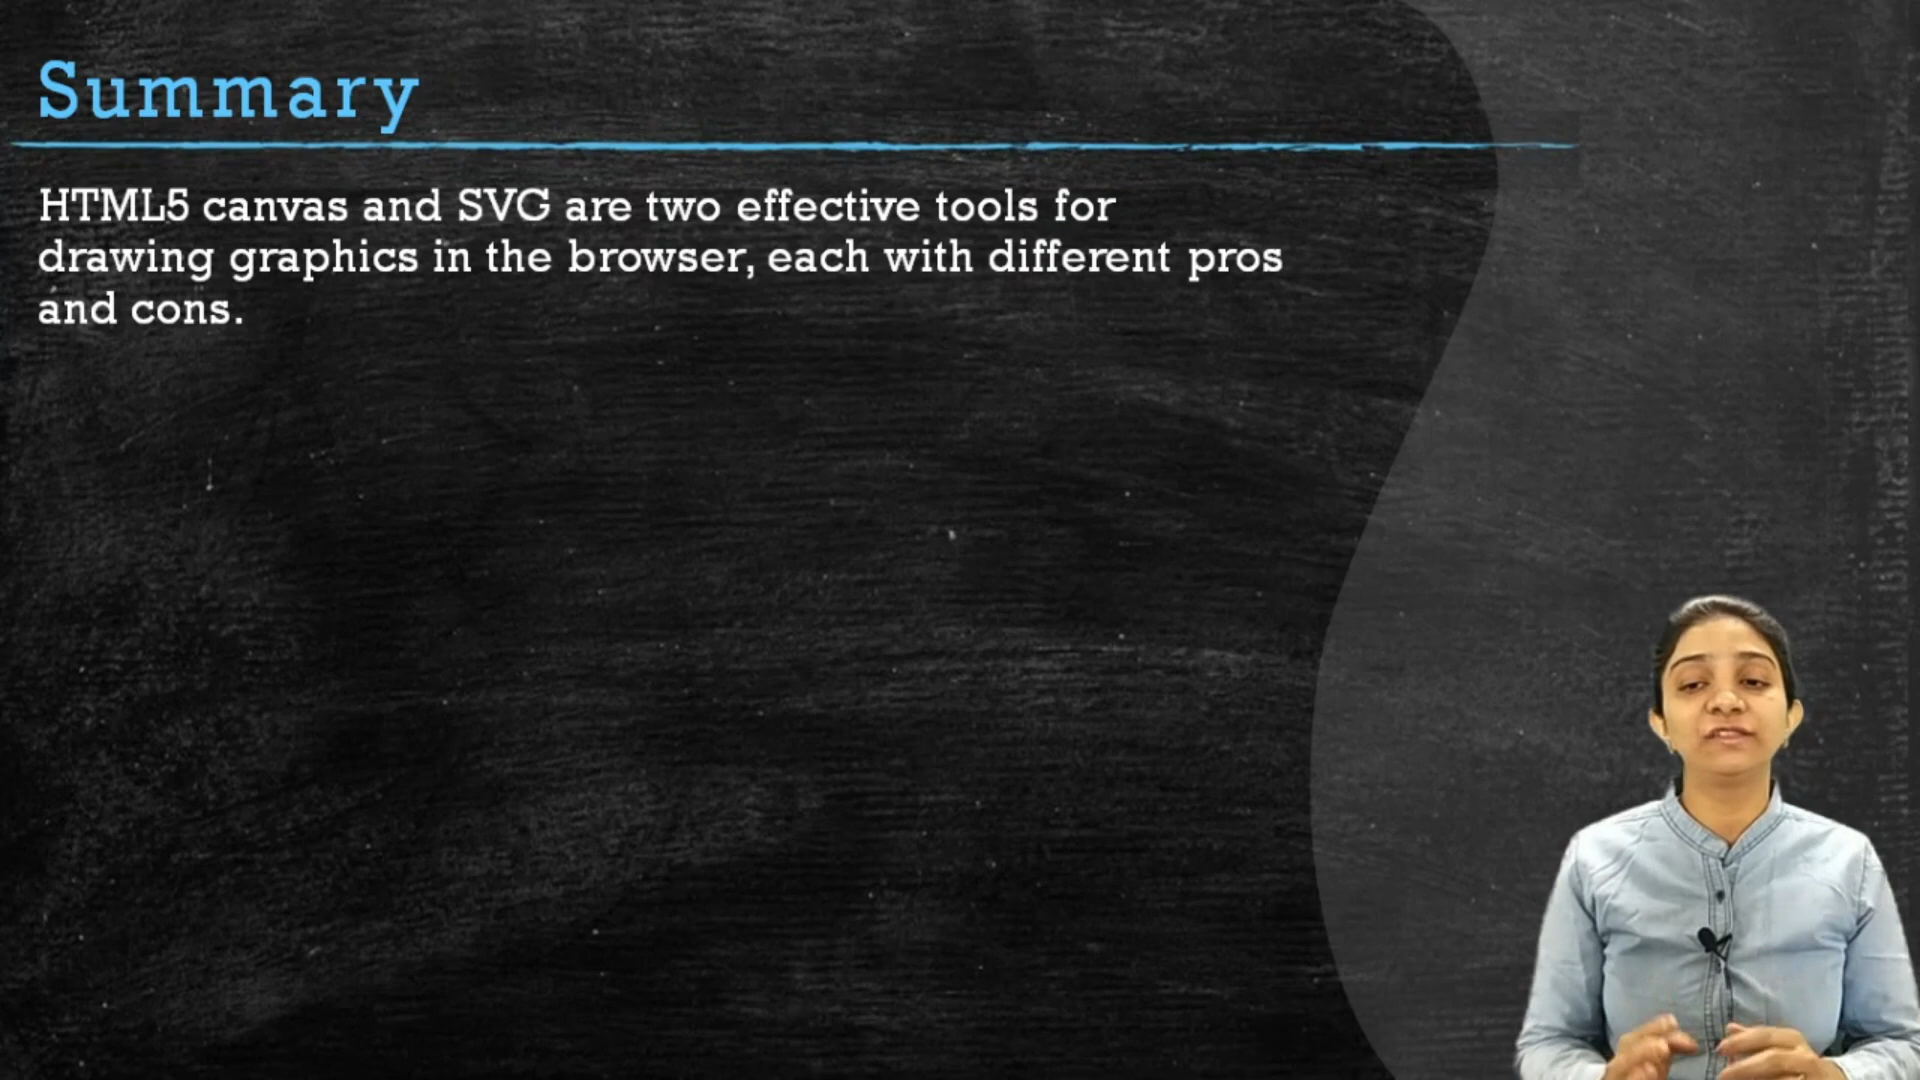 Summary
HTML5 canvas and SVG are two effective tools for
drawing graphics in the browser, each with different pros
and cons.